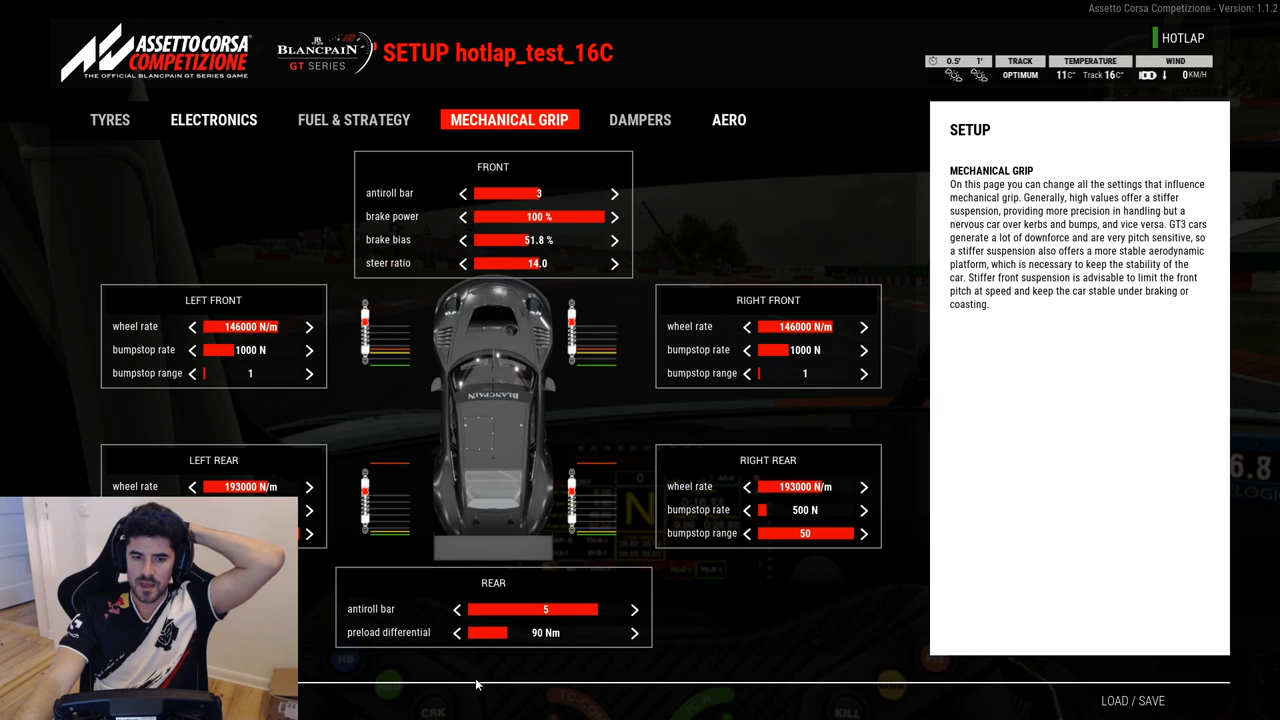 Assetto Corsa Competizione - Version: 1.1.2
ASSETTO CORSA
COMPETIZIONE
THE OFFICIAL BLANCPAIN GT SERIES GAME
BLANCPAIN
GT SERIES
SETUP hotlap_test_16C
HOTLAP
0.5' 1' TRACK TEMPERATURE WIND
OPTIMUM 11C° Track 16C° 0KM/H
TYRES ELECTRONICS FUEL & STRATEGY MECHANICAL GRIP DAMPERS AERO
FRONT
antiroll bar 3
brake power 100 %
brake bias 51.8 %
steer ratio 14.0
LEFT FRONT
wheel rate 146000 N/m
bumpstop rate 1000 N
bumpstop range 1
RIGHT FRONT
wheel rate 146000 N/m
bumpstop rate 1000 N
bumpstop range 1
BLANCPAIN
LEFT REAR
wheel rate 193000 N/m
RIGHT REAR
wheel rate 193000 N/m
bumpstop rate 500 N
bumpstop range 50
REAR
antiroll bar 5
preload differential 90 Nm
SETUP
MECHANICAL GRIP
On this page you can change all the settings that influence
mechanical grip. Generally, high values offer a stiffer
suspension, providing more precision in handling but a
nervous car over kerbs and bumps, and vice versa. GT3 cars
generate a lot of downforce and are very pitch sensitive, so
a stiffer suspension also offers a more stable aerodynamic
platform, which is necessary to keep the stability of the
car. Stiffer front suspension is advisable to limit the front
pitch at speed and keep the car stable under braking or
coasting.
6.8
CRK
KILL
LOAD / SAVE